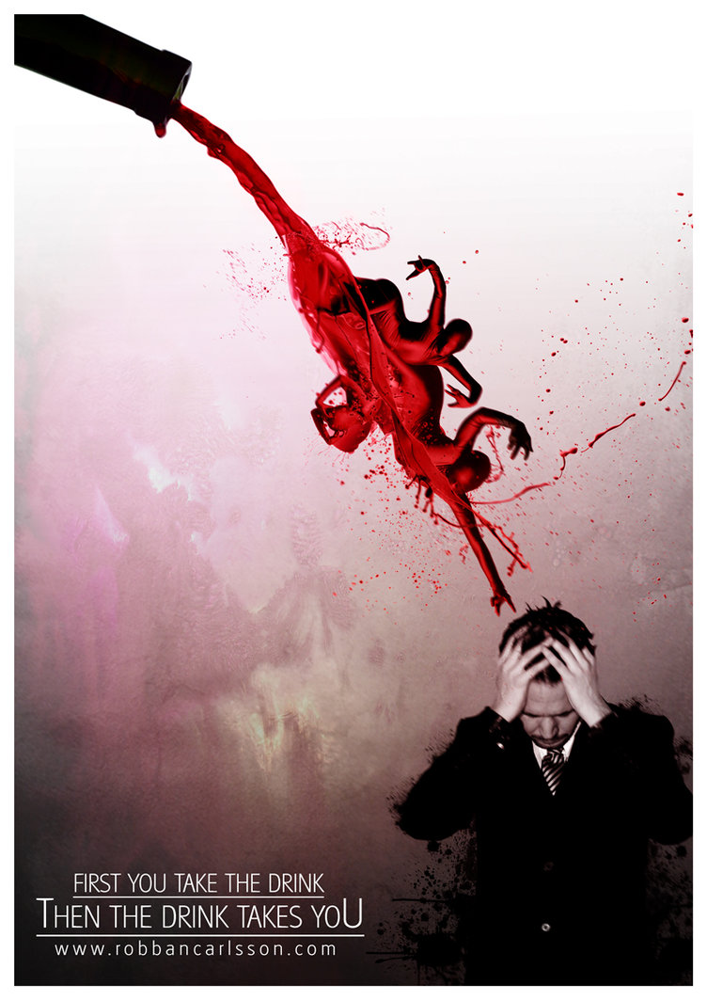 FIRST YOU TAKE THE DRINK
THEN THE DRINK TAKES YOU
www.robbancarlsson.com